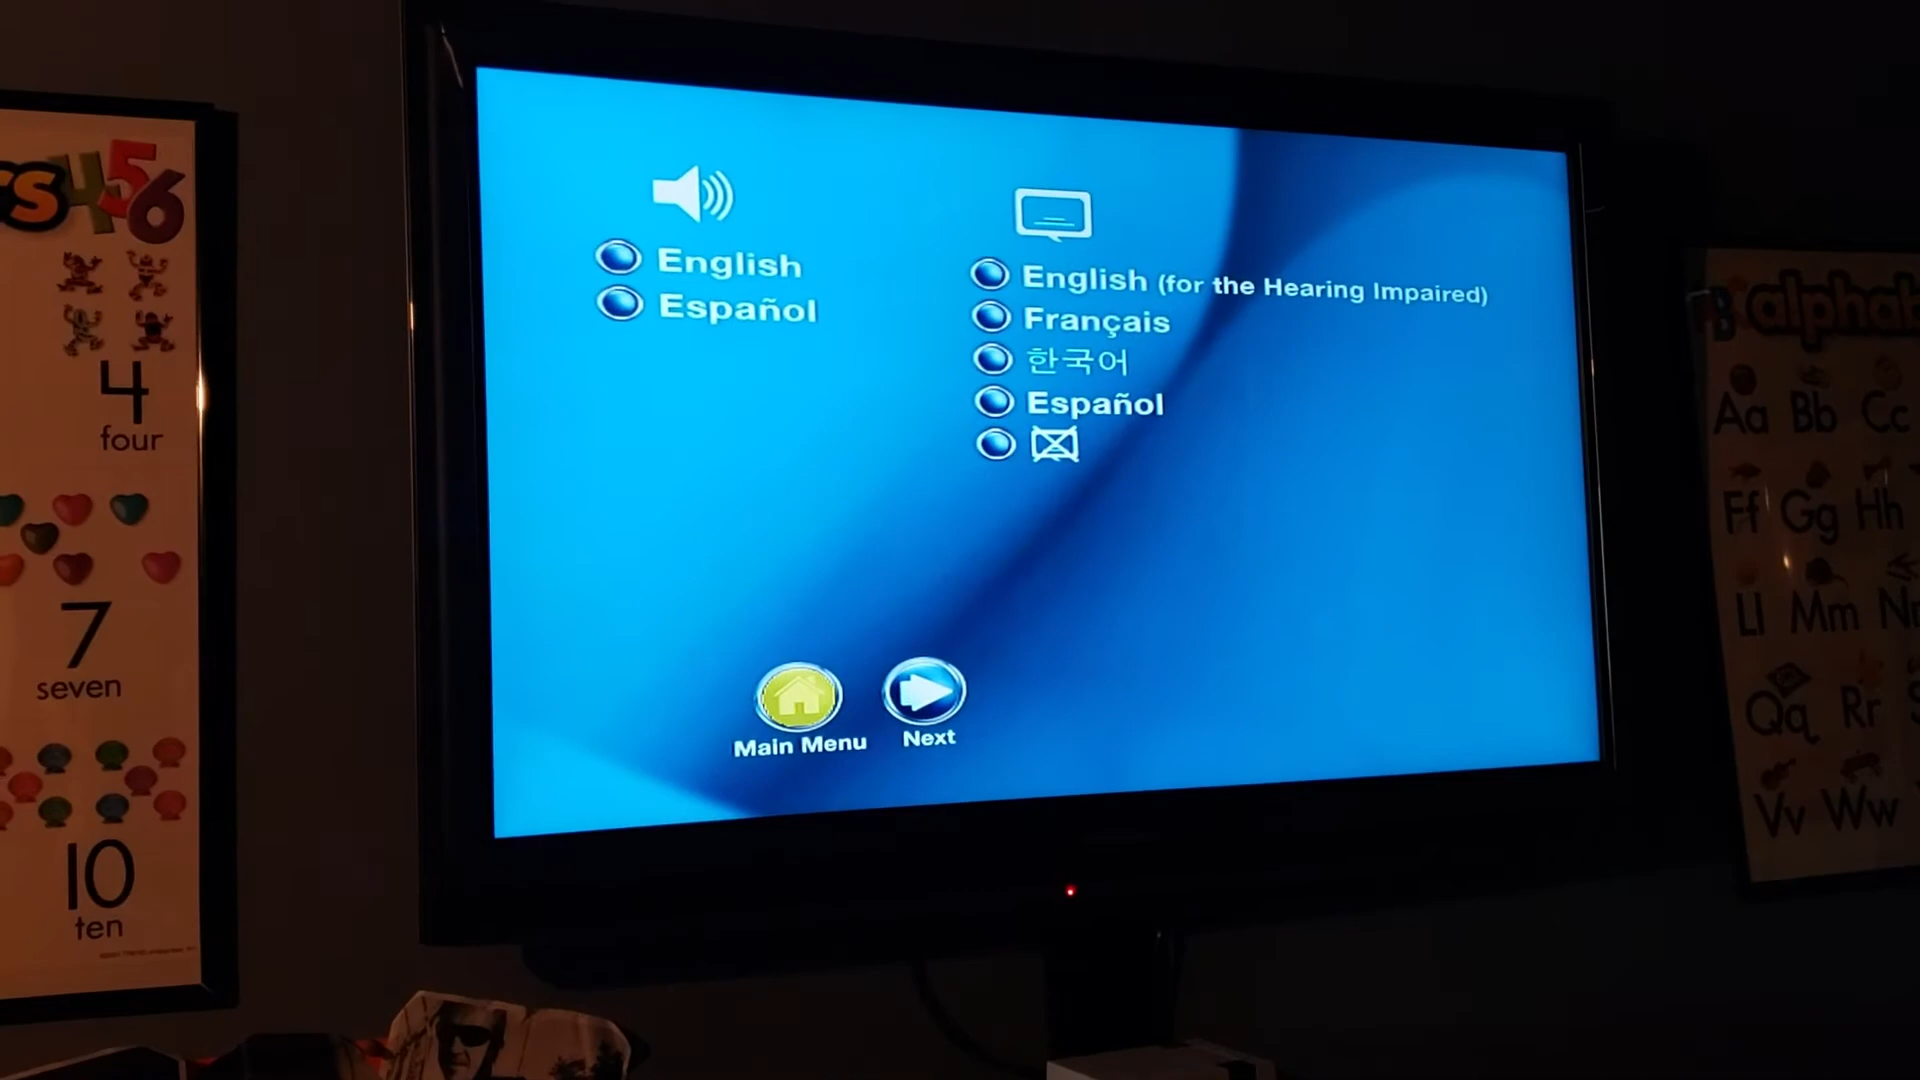 456
4
four
7
seven
10
ten
English
Español
English (for the Hearing Impaired)
Français
한국어
Español
Main Menu
Next
Aa Bb Cc
Ff Gg Hh
Ll Mm
Qq Rr
Vv Ww